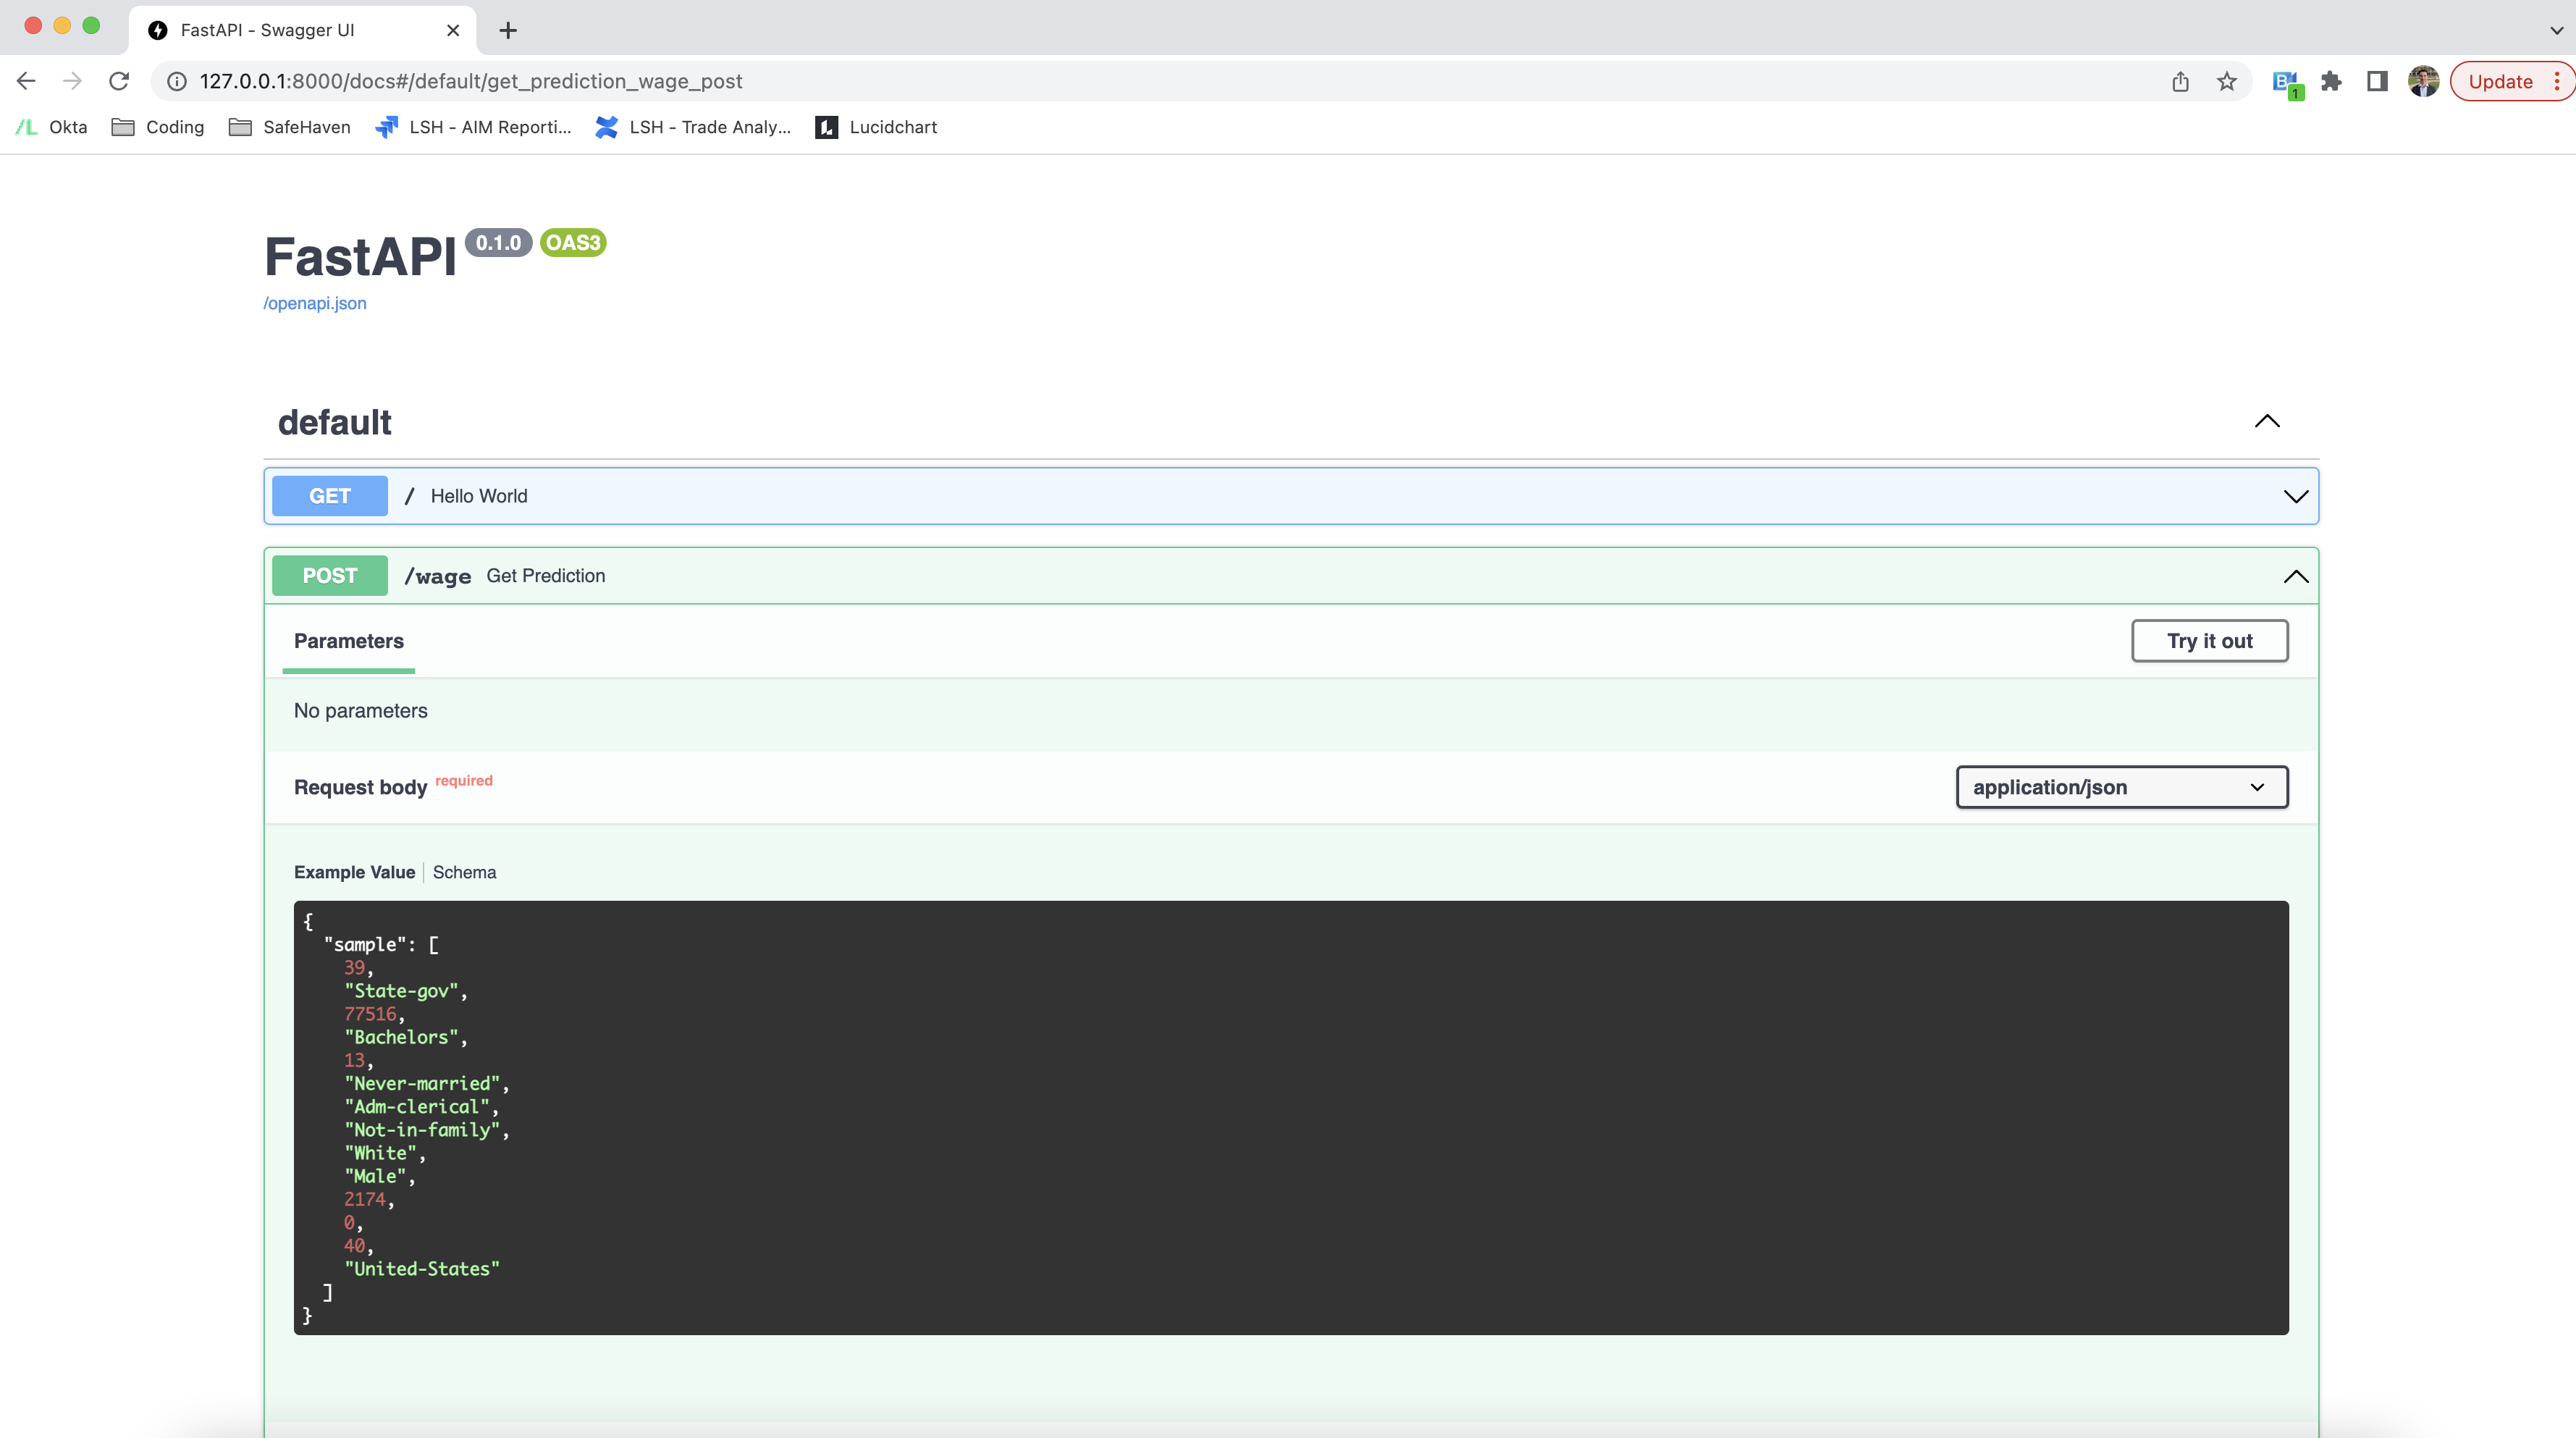 FastAPI - Swagger UI
127.0.0.1:8000/docs#/default/get_prediction_wage_post
1
Update
Okta
Coding
SafeHaven
LSH - AIM Reporti...
LSH - Trade Analy...
Lucidchart
FastAPI 0.1.0 OAS3
/openapi.json
default
GET / Hello World
POST /wage Get Prediction
Parameters
Try it out
No parameters
Request body required
application/json
Example Value Schema
{
"sample": [
39,
"State-gov",
77516,
"Bachelors",
13,
"Never-married",
"Adm-clerical",
"Not-in-family",
"White",
"Male",
2174,
0,
40,
"United-States"
]
}